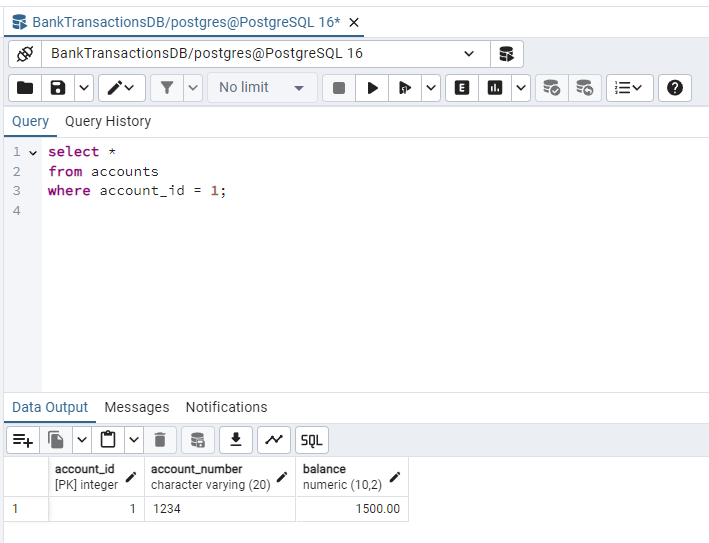 BankTransactionsDB/postgres@PostgreSQL 16*
BankTransactionsDB/postgres@PostgreSQL 16
No limit
E
Query Query History
1 select *
2 from accounts
3 where account_id = 1;
4
Data Output Messages Notifications
SQL
account_id account_number balance
[PK] integer character varying (20) numeric (10,2)
1 1 1234 1500.00